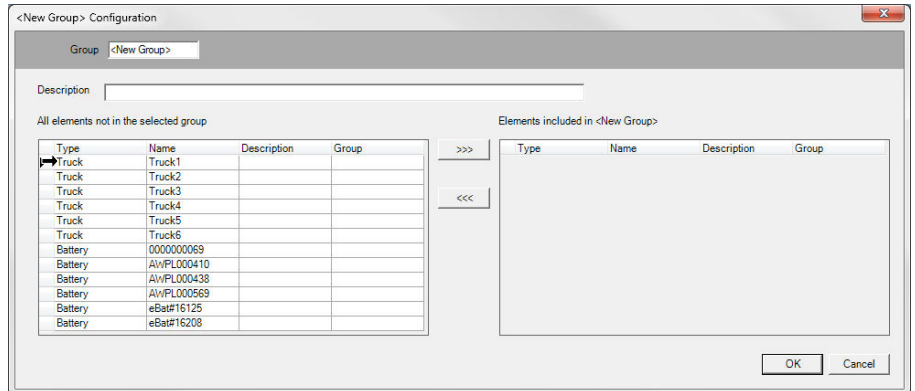 <New Group> Configuration
Group <New Group>
Description
All elements not in the selected group
Elements included in <New Group>
Type Name Description Group
Truck Truck1
Truck Truck2
Truck Truck3
Truck Truck4
Truck Truck5
Truck Truck6
Battery 0000000069
Battery AWPL000410
Battery AWPL000438
Battery AWPL000569
Battery eBat#16125
Battery eBat#16208
>>>
<<<
Type Name Description Group
OK Cancel